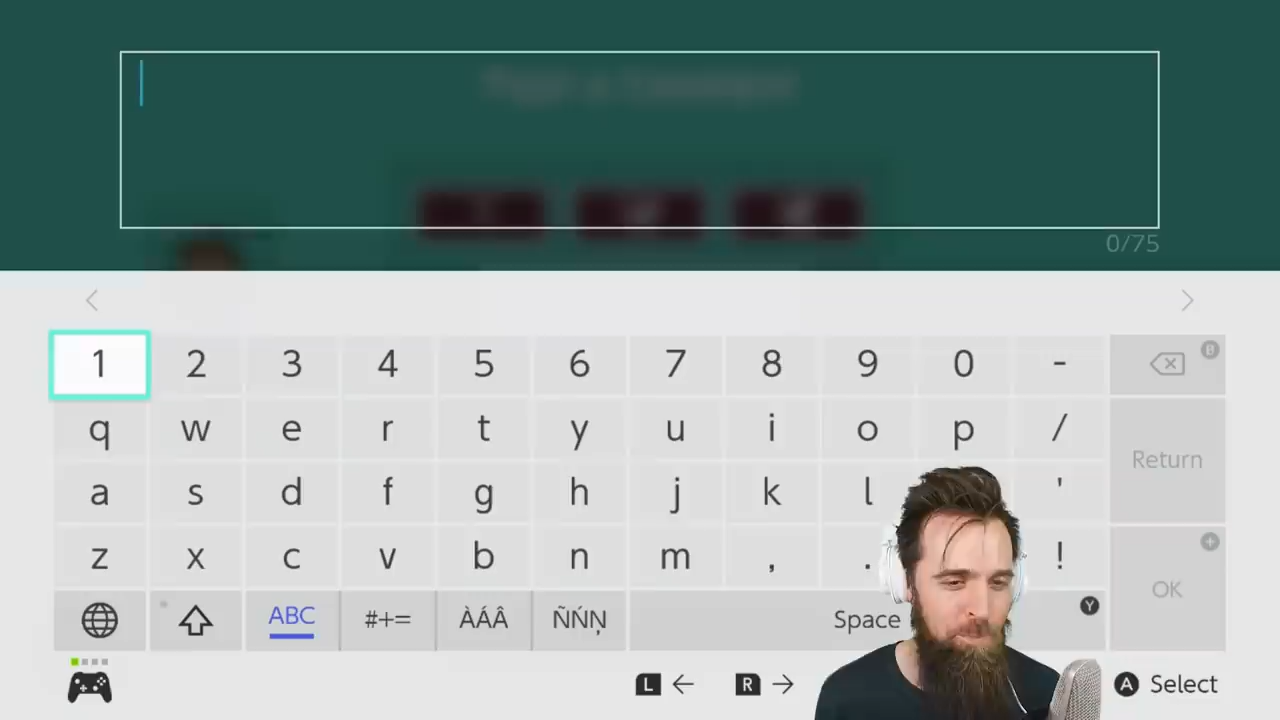 0/75
1 2 3 4 5 6 7 8 9 0 - B
q w e r t y u i o p / Return
a s d f g h j k l '
z x c v b n m , . ! + OK
ABC #+= ÀÁÂ ÑŃŅ Space Y
L ← R → A Select